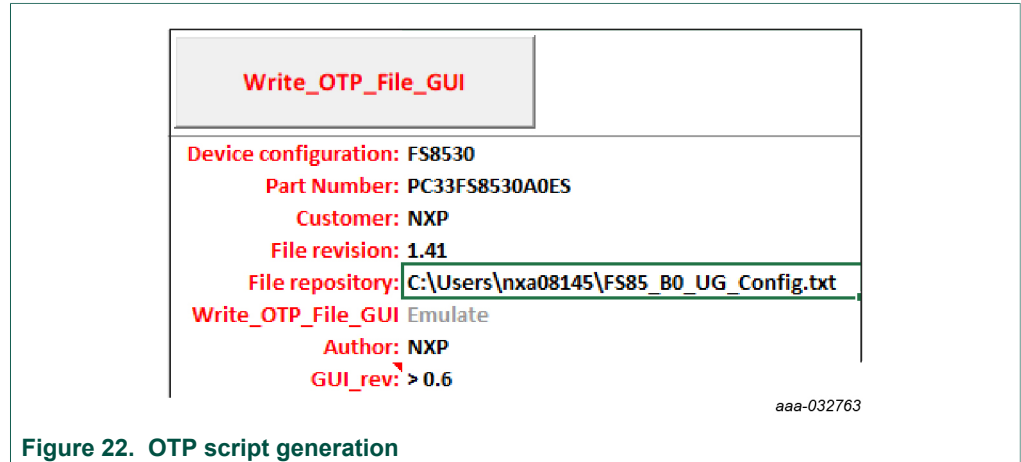 Write_OTP_File_GUI
Device configuration: FS8530
Part Number: PC33FS8530A0ES
Customer: NXP
File revision: 1.41
File repository: C:\Users\nxa08145\FS85_B0_UG_Config.txt
Write_OTP_File_GUI Emulate
Author: NXP
GUI_rev: > 0.6
aaa-032763
Figure 22. OTP script generation